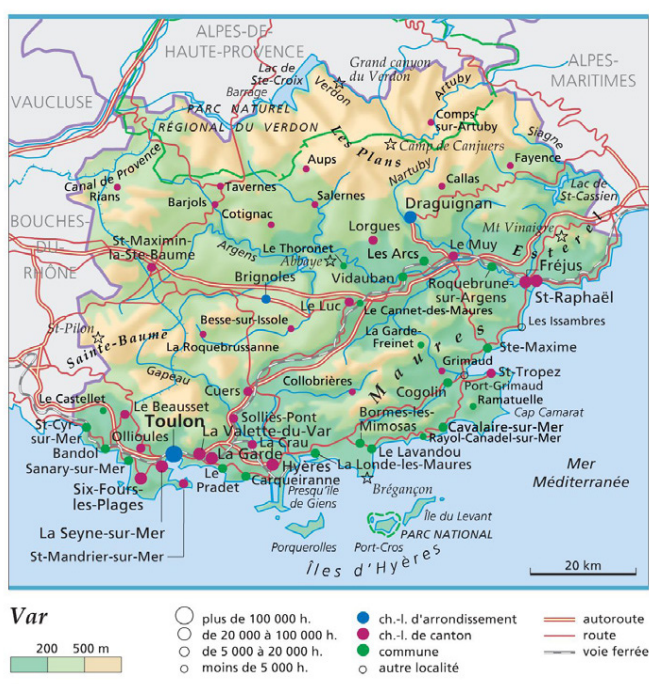 ALPES-DE-
HAUTE-PROVENCE
ALPES-
MARITIMES
VAUCLUSE
BOUCHES-
DU-
RHÔNE
Lac de
Ste-Croix
Barrage
Verdon
Grand canyon
du Verdon
Artuby
PARC NATUREL
RÉGIONAL DU VERDON
Comps-
sur-Artuby
Les Plans
Camp de Canjuers
Siagne
Nartuby
Fayence
Aups
Canal de Provence
Rians
Tavernes
Callas
Lac de
St-Cassien
Barjols
Salernes
Draguignan
Cotignac
Mt Vinaigre
Esterel
St-Maximin-
la-Ste-Baume
Argens
Lorgues
Le Thoronet
Abbaye
Les Arcs
Le Muy
Fréjus
Brignoles
Vidauban
Roquebrune-
sur-Argens
St-Raphaël
Le Luc
Le Cannet-des-Maures
St-Pilon
Sainte-Baume
Besse-sur-Issole
Les Issambres
La Roquebrussanne
La Garde-
Freinet
Ste-Maxime
Maures
Gapeau
Grimaud
St-Tropez
Cuers
Collobrières
Port-Grimaud
Cogolin
Ramatuelle
Le Castellet
Le Beausset
Solliès-Pont
Bormes-les-
Mimosas
Cap Camarat
St-Cyr-
sur-Mer
Toulon
La Valette-du-Var
Cavalaire-sur-Mer
Ollioules
La Crau
Rayol-Canadel-sur-Mer
Bandol
La Garde
Le Lavandou
Sanary-sur-Mer
Hyères
La Londe-les-Maures
Le
Pradet
Carqueiranne
Mer
Méditerranée
Six-Fours-
les-Plages
Presqu'île
de Giens
Brégançon
La Seyne-sur-Mer
Île du Levant
PARC NATIONAL
St-Mandrier-sur-Mer
Porquerolles
Port-Cros
Îles d'Hyères
20 km
Var
200 500 m
plus de 100 000 h.
de 20 000 à 100 000 h.
de 5 000 à 20 000 h.
moins de 5 000 h.
ch.-l. d'arrondissement
ch.-l. de canton
commune
autre localité
autoroute
route
voie ferrée